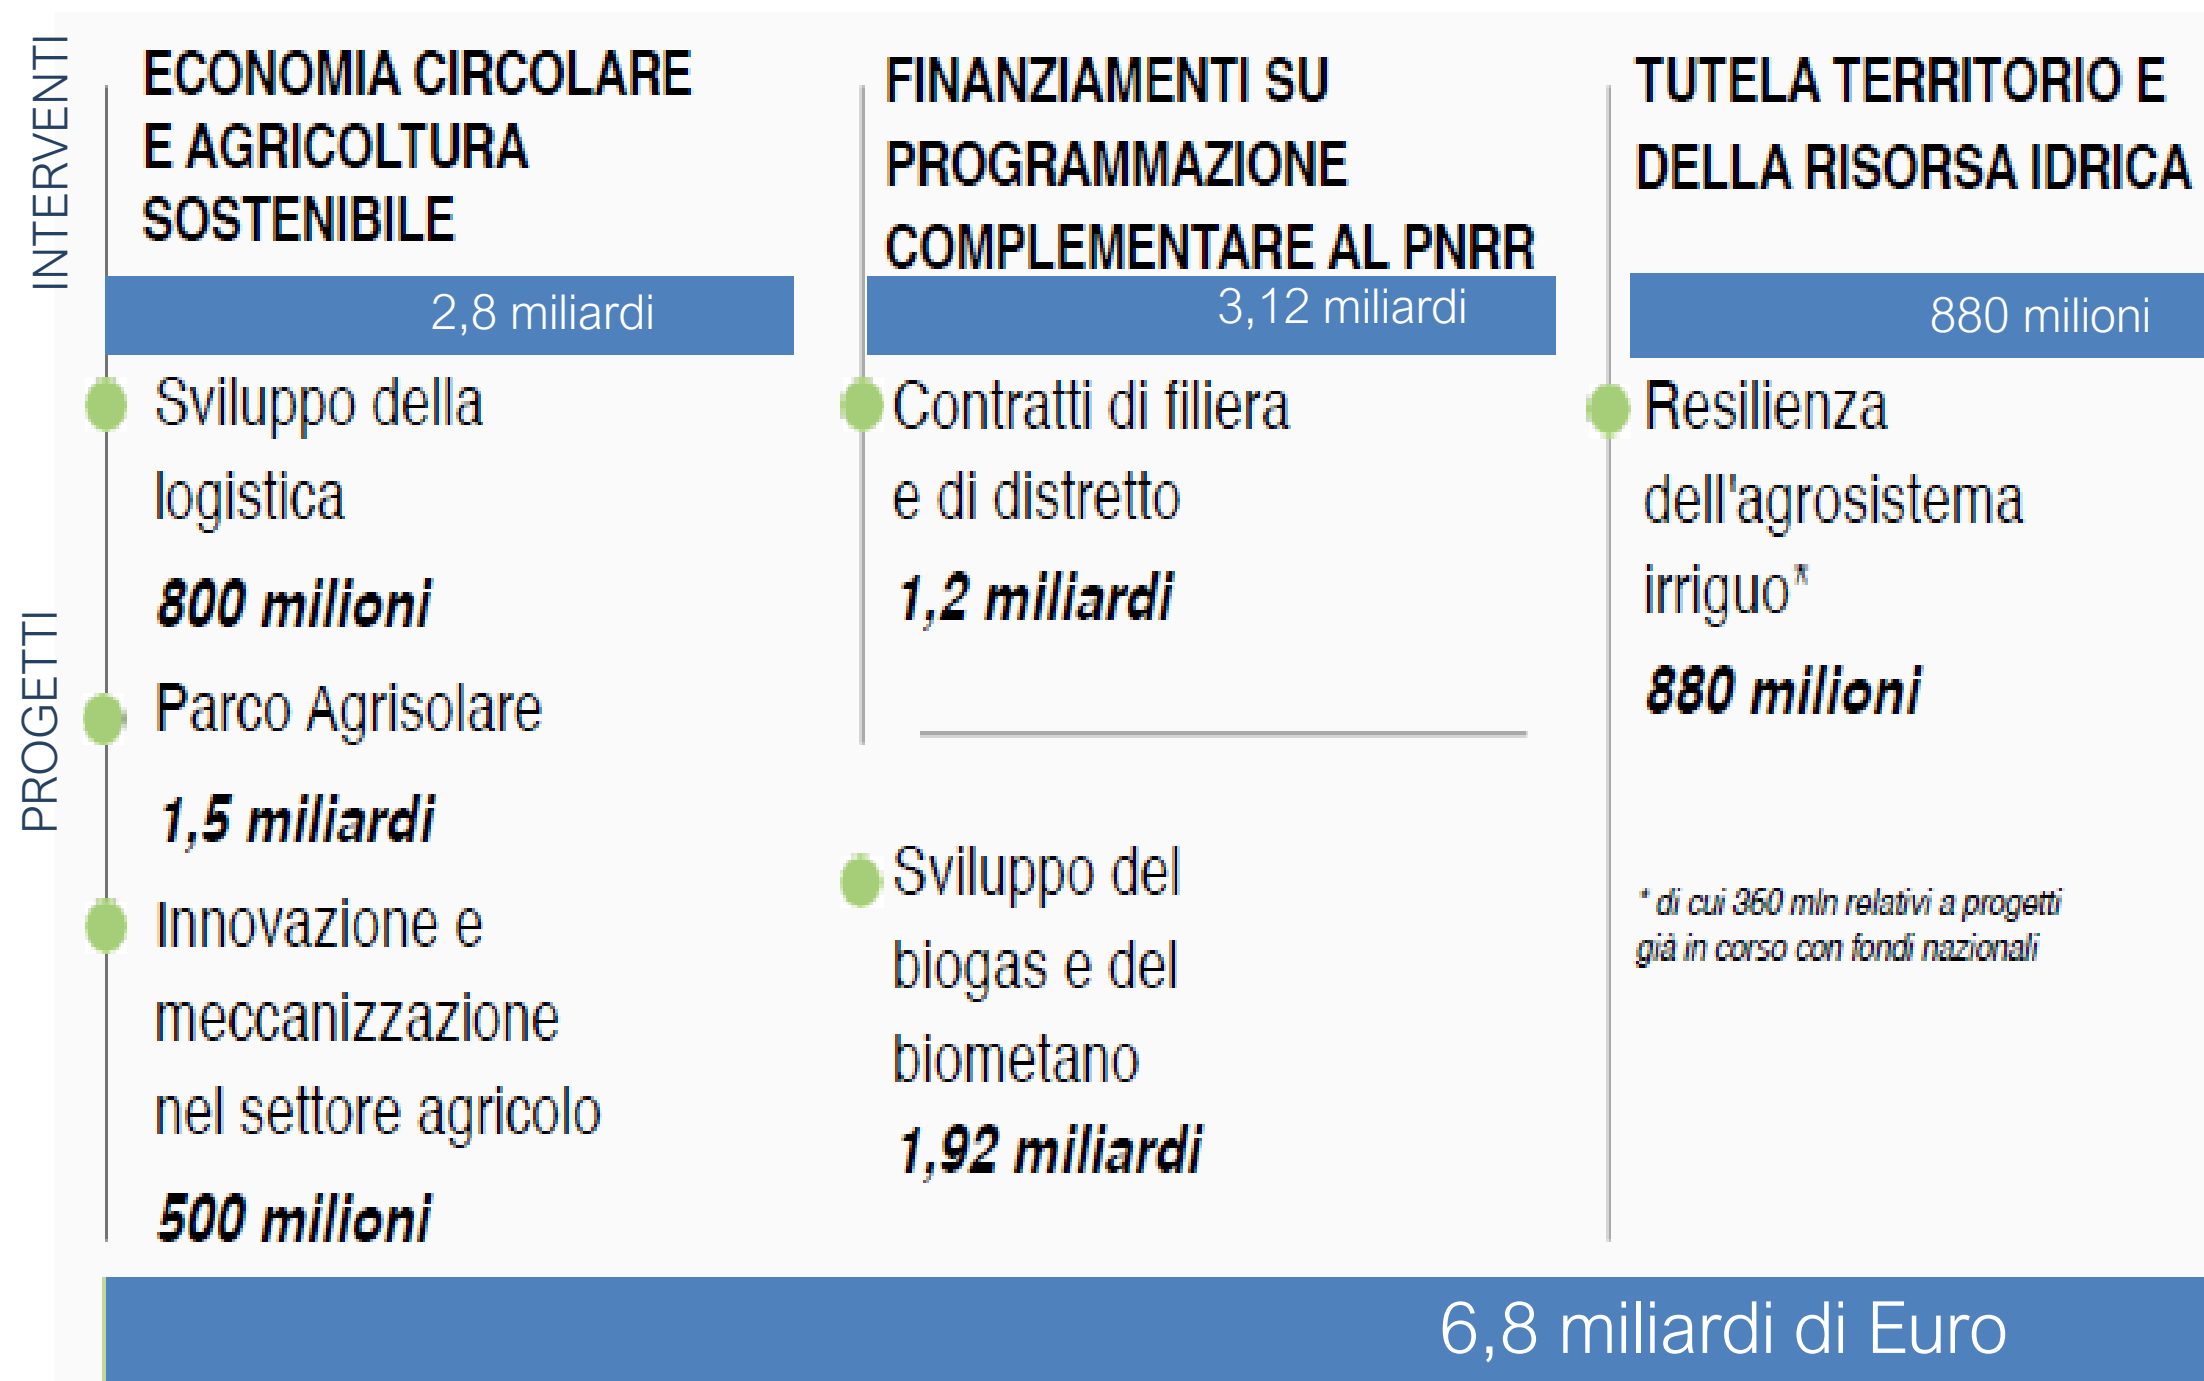 INTERVENTI
ECONOMIA CIRCOLARE
E AGRICOLTURA
SOSTENIBILE
2,8 miliardi
FINANZIAMENTI SU
PROGRAMMAZIONE
COMPLEMENTARE AL PNRR
3,12 miliardi
TUTELA TERRITORIO E
DELLA RISORSA IDRICA
880 milioni
PROGETTI
Sviluppo della
logistica
800 milioni
Parco Agrisolare
1,5 miliardi
Innovazione e
meccanizzazione
nel settore agricolo
500 milioni
Contratti di filiera
e di distretto
1,2 miliardi
Sviluppo del
biogas e del
biometano
1,92 miliardi
Resilienza
dell'agrosistema
irriguo*
880 milioni
* di cui 360 mln relativi a progetti
già in corso con fondi nazionali
6,8 miliardi di Euro